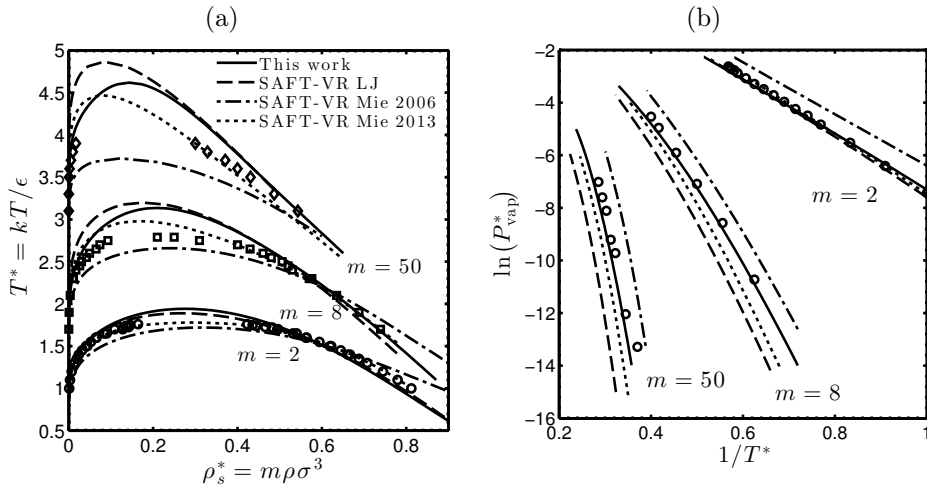 (a)
(b)
5
4.5
4
3.5
3
2.5
2
1.5
1
0.5
This work
SAFT-VR LJ
SAFT-VR Mie 2006
SAFT-VR Mie 2013
m = 50
m = 8
m = 2
0
0.2
0.4
0.6
0.8
T* = kT/ϵ
ρ*s = mρσ³
−2
−4
−6
−8
−10
−12
−14
−16
m = 2
m = 50
m = 8
0.2
0.4
0.6
0.8
1
ln(P*vap)
1/T*